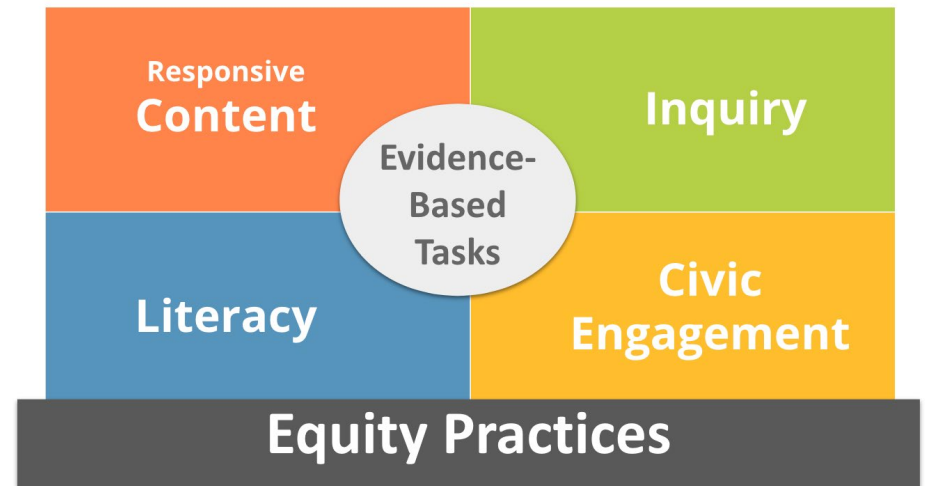 Responsive
Content
Inquiry
Evidence-
Based
Tasks
Literacy
Civic
Engagement
Equity Practices